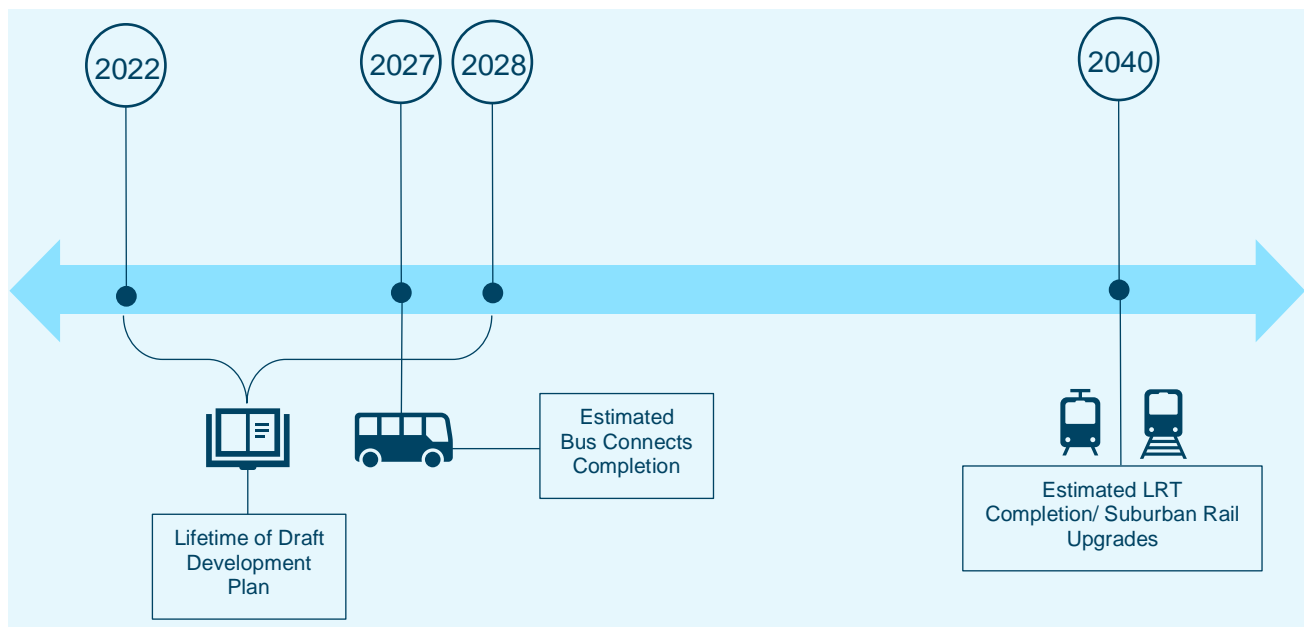 2022
2027
2028
2040
Estimated
Bus Connects
Completion
Lifetime of Draft
Development
Plan
Estimated LRT
Completion/ Suburban Rail
Upgrades